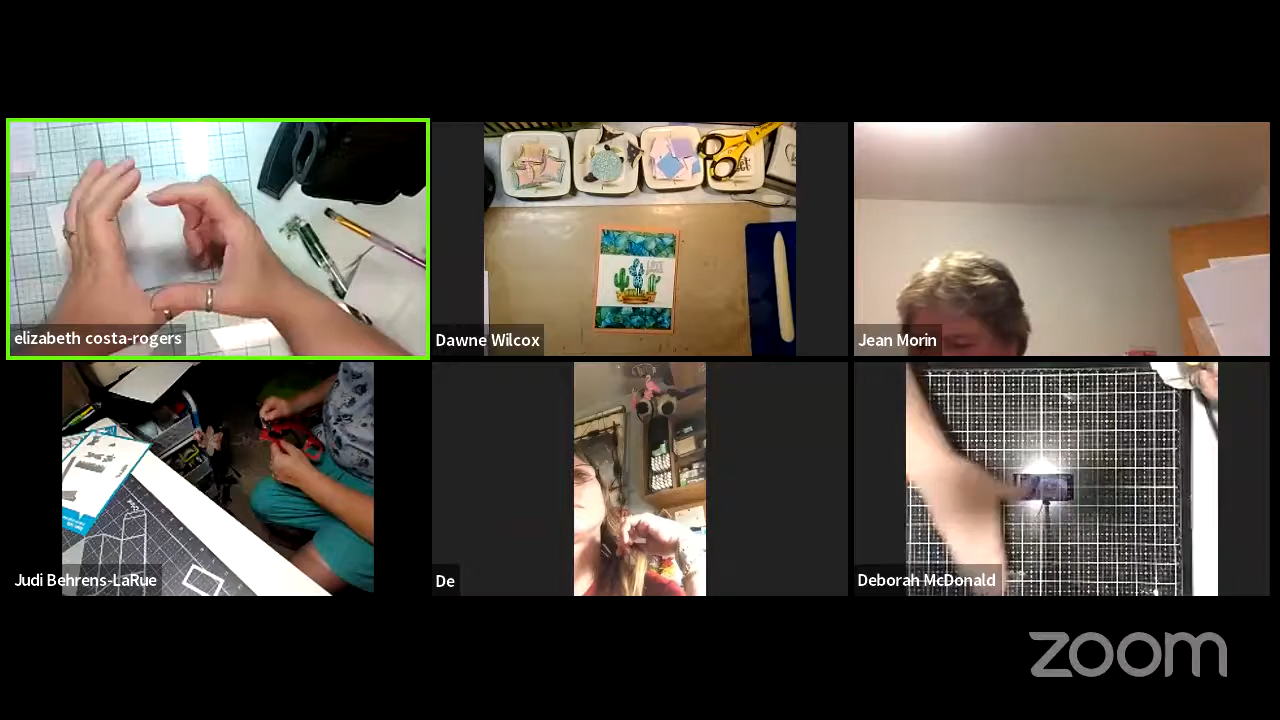 elizabeth costa-rogers
Dawne Wilcox
Jean Morin
Judi Behrens-LaRue
De
Deborah McDonald
zoom